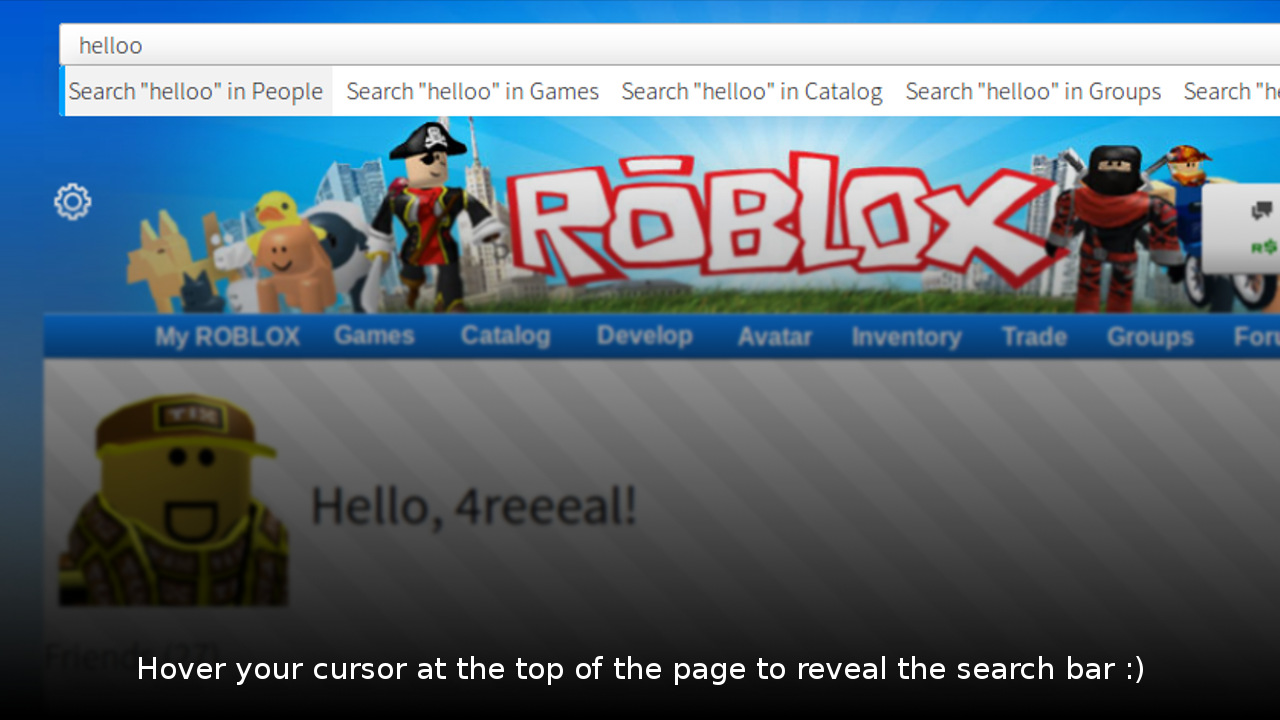 helloo
Search "helloo" in People Search "helloo" in Games Search "helloo" in Catalog Search "helloo" in Groups Search "he
RŌBLOX
R$
My ROBLOX Games Catalog Develop Avatar Inventory Trade Groups Foru
TIX
Hello, 4reeeal!
Friends (27)
Hover your cursor at the top of the page to reveal the search bar :)